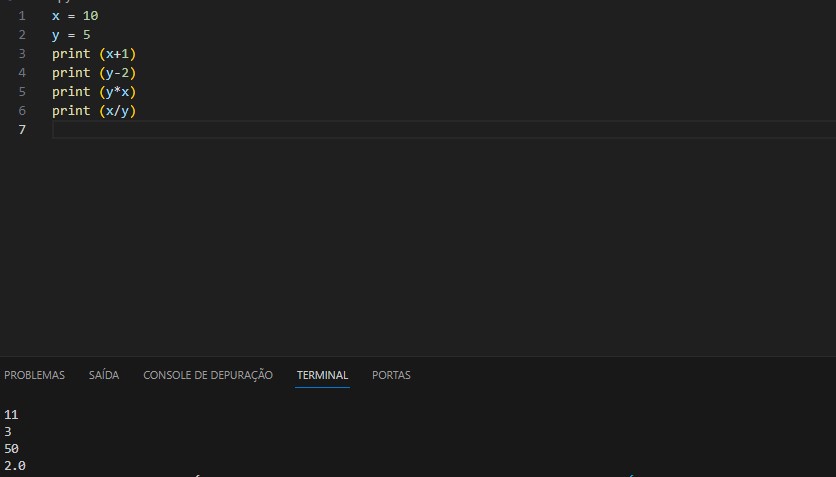 1 x = 10
2 y = 5
3 print (x+1)
4 print (y-2)
5 print (y*x)
6 print (x/y)
7
PROBLEMAS SAÍDA CONSOLE DE DEPURAÇÃO TERMINAL PORTAS
11
3
50
2.0